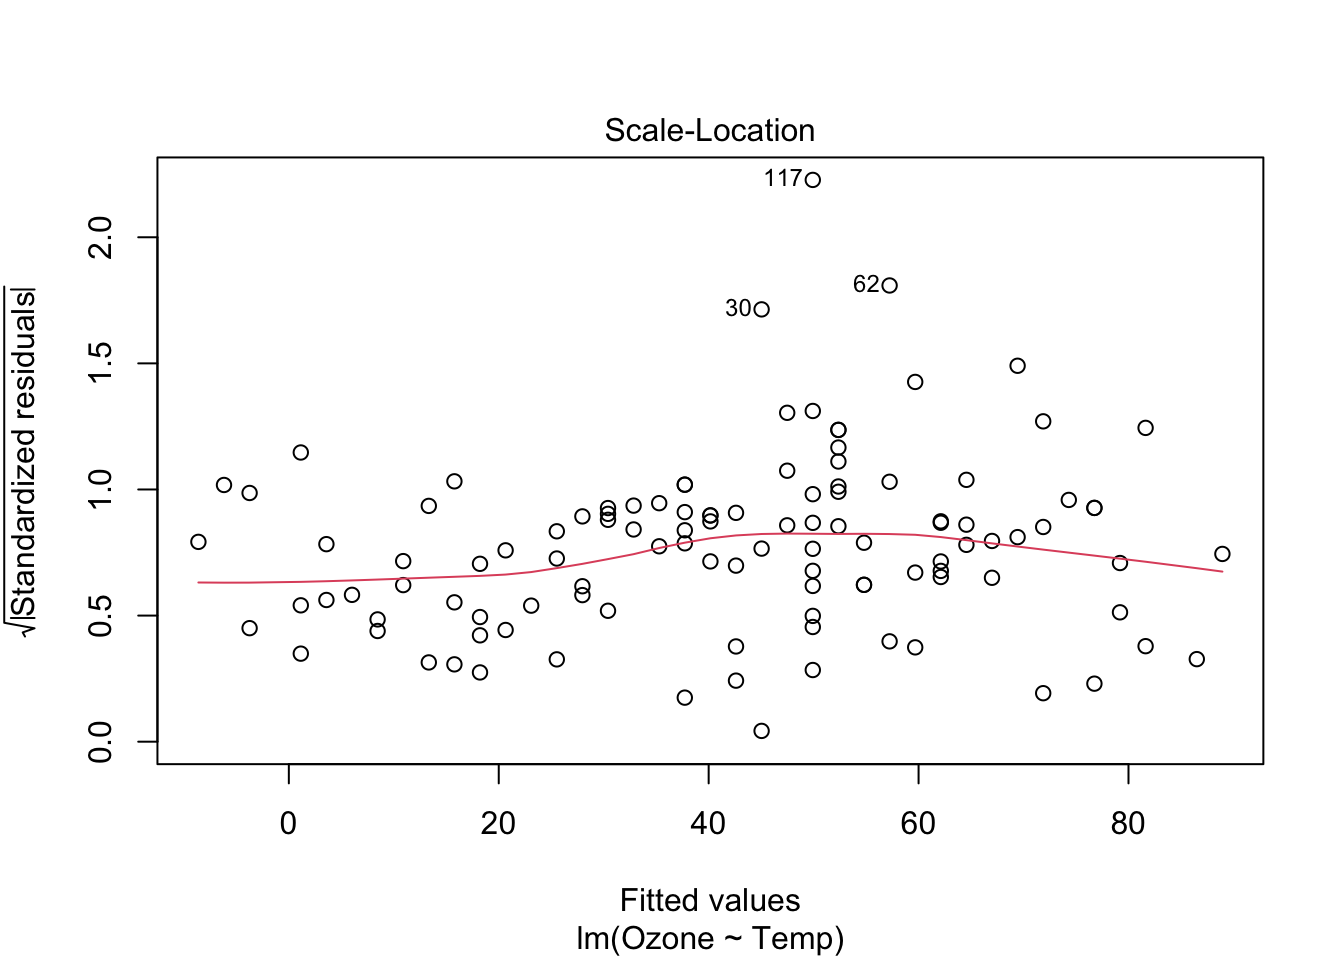 Scale-Location
117
62
30
√|Standardized residuals|
2.0
1.5
1.0
0.5
0.0
0 20 40 60 80
Fitted values
lm(Ozone ~ Temp)